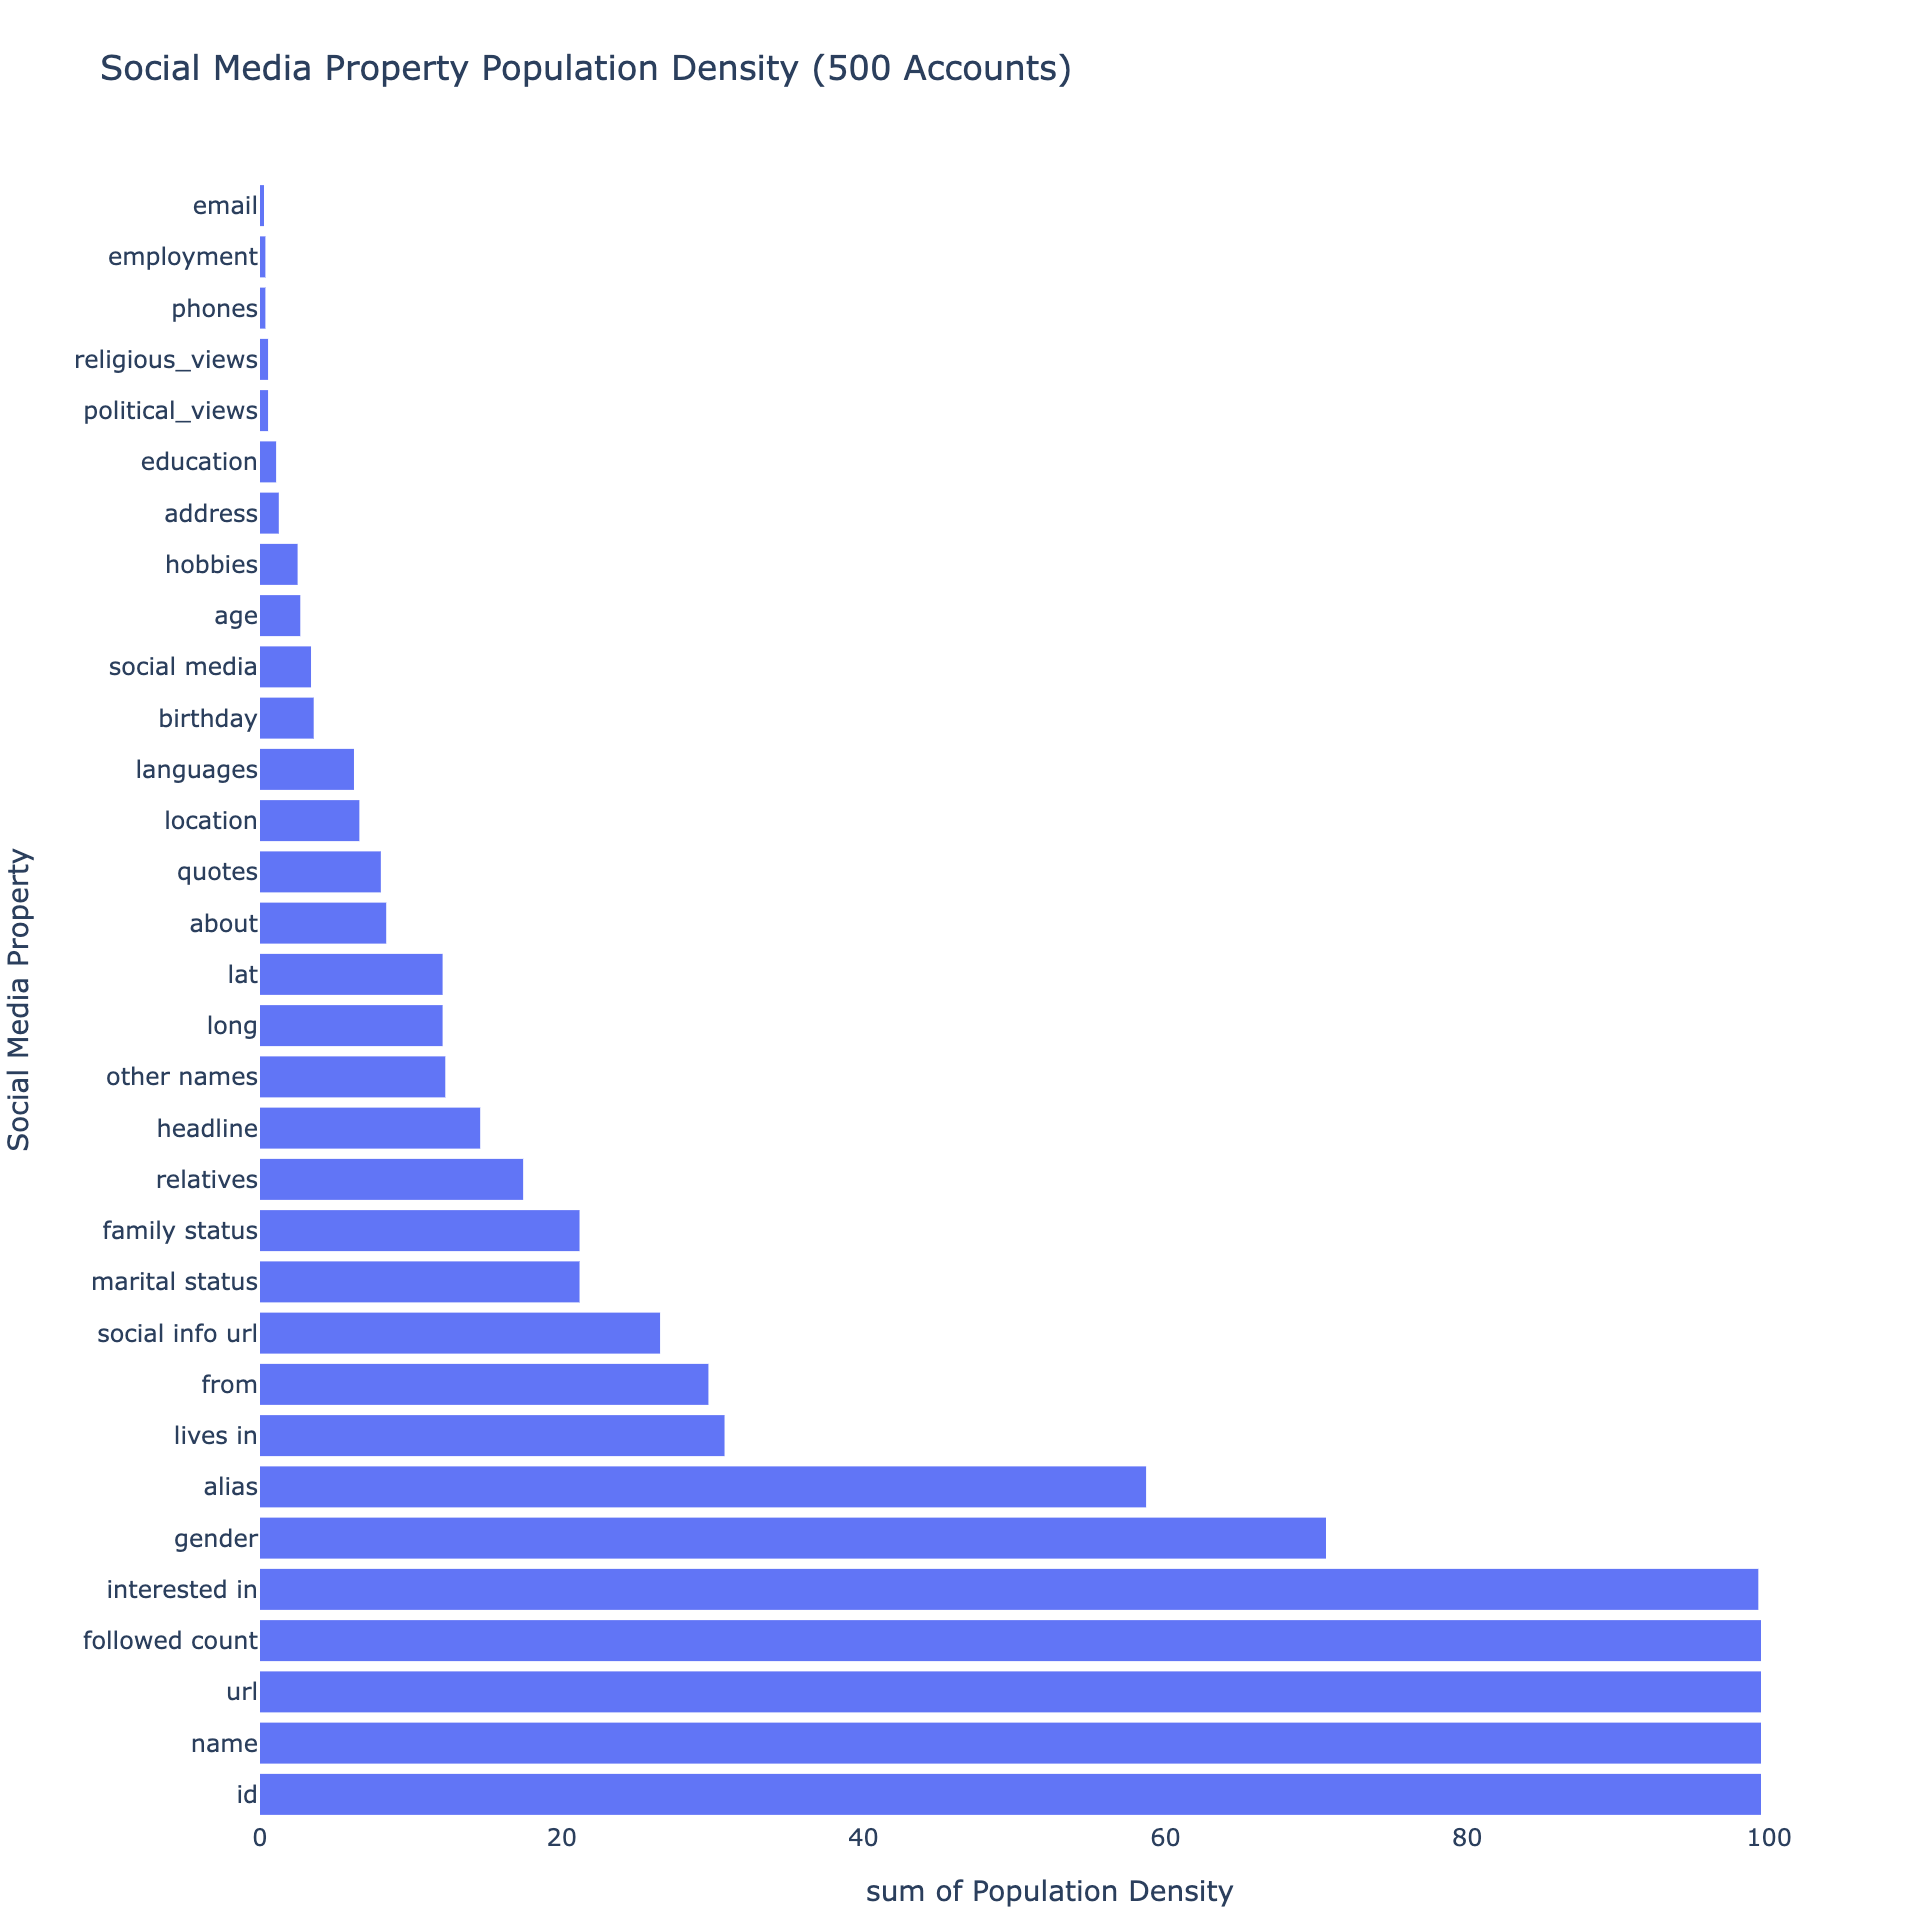 Social Media Property Population Density (500 Accounts)
Social Media Property
email
employment
phones
religious_views
political_views
education
address
hobbies
age
social media
birthday
languages
location
quotes
about
lat
long
other names
headline
relatives
family status
marital status
social info url
from
lives in
alias
gender
interested in
followed count
url
name
id
0 20 40 60 80 100
sum of Population Density